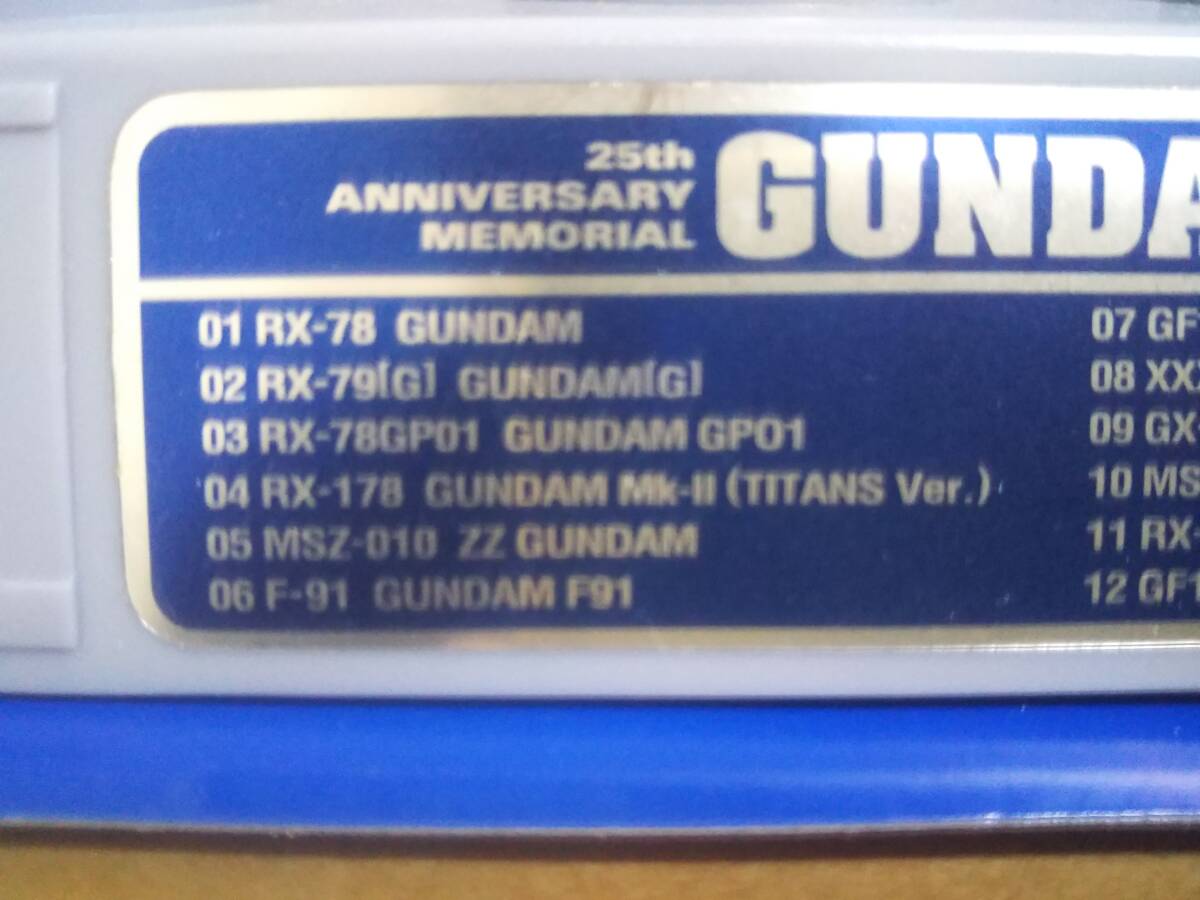 25th
ANNIVERSARY
MEMORIAL
GUNDA
01 RX-78 GUNDAM
02 RX-79[G] GUNDAM[G]
03 RX-78GP01 GUNDAM GP01
04 RX-178 GUNDAM Mk-II (TITANS Ver.)
05 MSZ-010 ZZ GUNDAM
06 F-91 GUNDAM F91
07 GF
08 XXX
09 GX-
10 MS
11 RX-
12 GF1